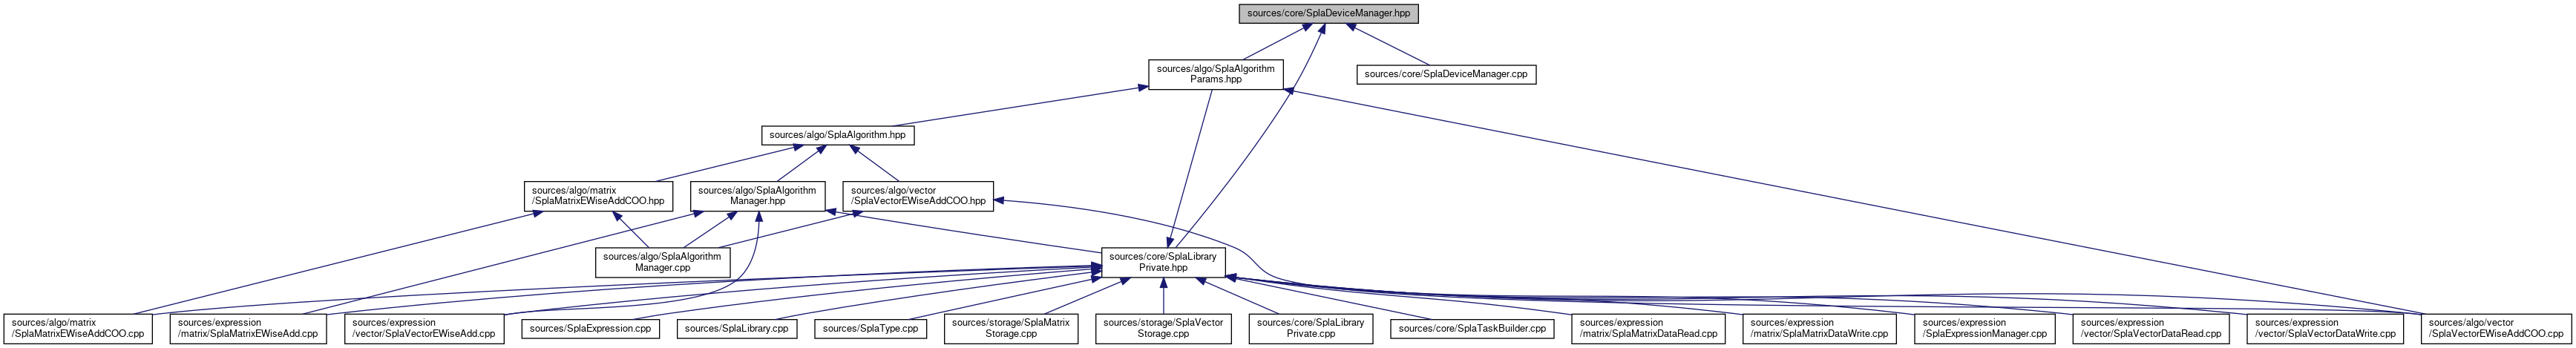 sources/core/SplaDeviceManager.hpp
sources/algo/SplaAlgorithm
Params.hpp
sources/core/SplaDeviceManager.cpp
sources/algo/SplaAlgorithm.hpp
sources/algo/matrix
/SplaMatrixEWiseAddCOO.hpp
sources/algo/SplaAlgorithm
Manager.hpp
sources/algo/vector
/SplaVectorEWiseAddCOO.hpp
sources/algo/SplaAlgorithm
Manager.cpp
sources/core/SplaLibrary
Private.hpp
sources/algo/matrix
/SplaMatrixEWiseAddCOO.cpp
sources/expression
/matrix/SplaMatrixEWiseAdd.cpp
sources/expression
/vector/SplaVectorEWiseAdd.cpp
sources/SplaExpression.cpp
sources/SplaLibrary.cpp
sources/SplaType.cpp
sources/storage/SplaMatrix
Storage.cpp
sources/storage/SplaVector
Storage.cpp
sources/core/SplaLibrary
Private.cpp
sources/core/SplaTaskBuilder.cpp
sources/expression
/matrix/SplaMatrixDataRead.cpp
sources/expression
/matrix/SplaMatrixDataWrite.cpp
sources/expression
/SplaExpressionManager.cpp
sources/expression
/vector/SplaVectorDataRead.cpp
sources/expression
/vector/SplaVectorDataWrite.cpp
sources/algo/vector
/SplaVectorEWiseAddCOO.cpp